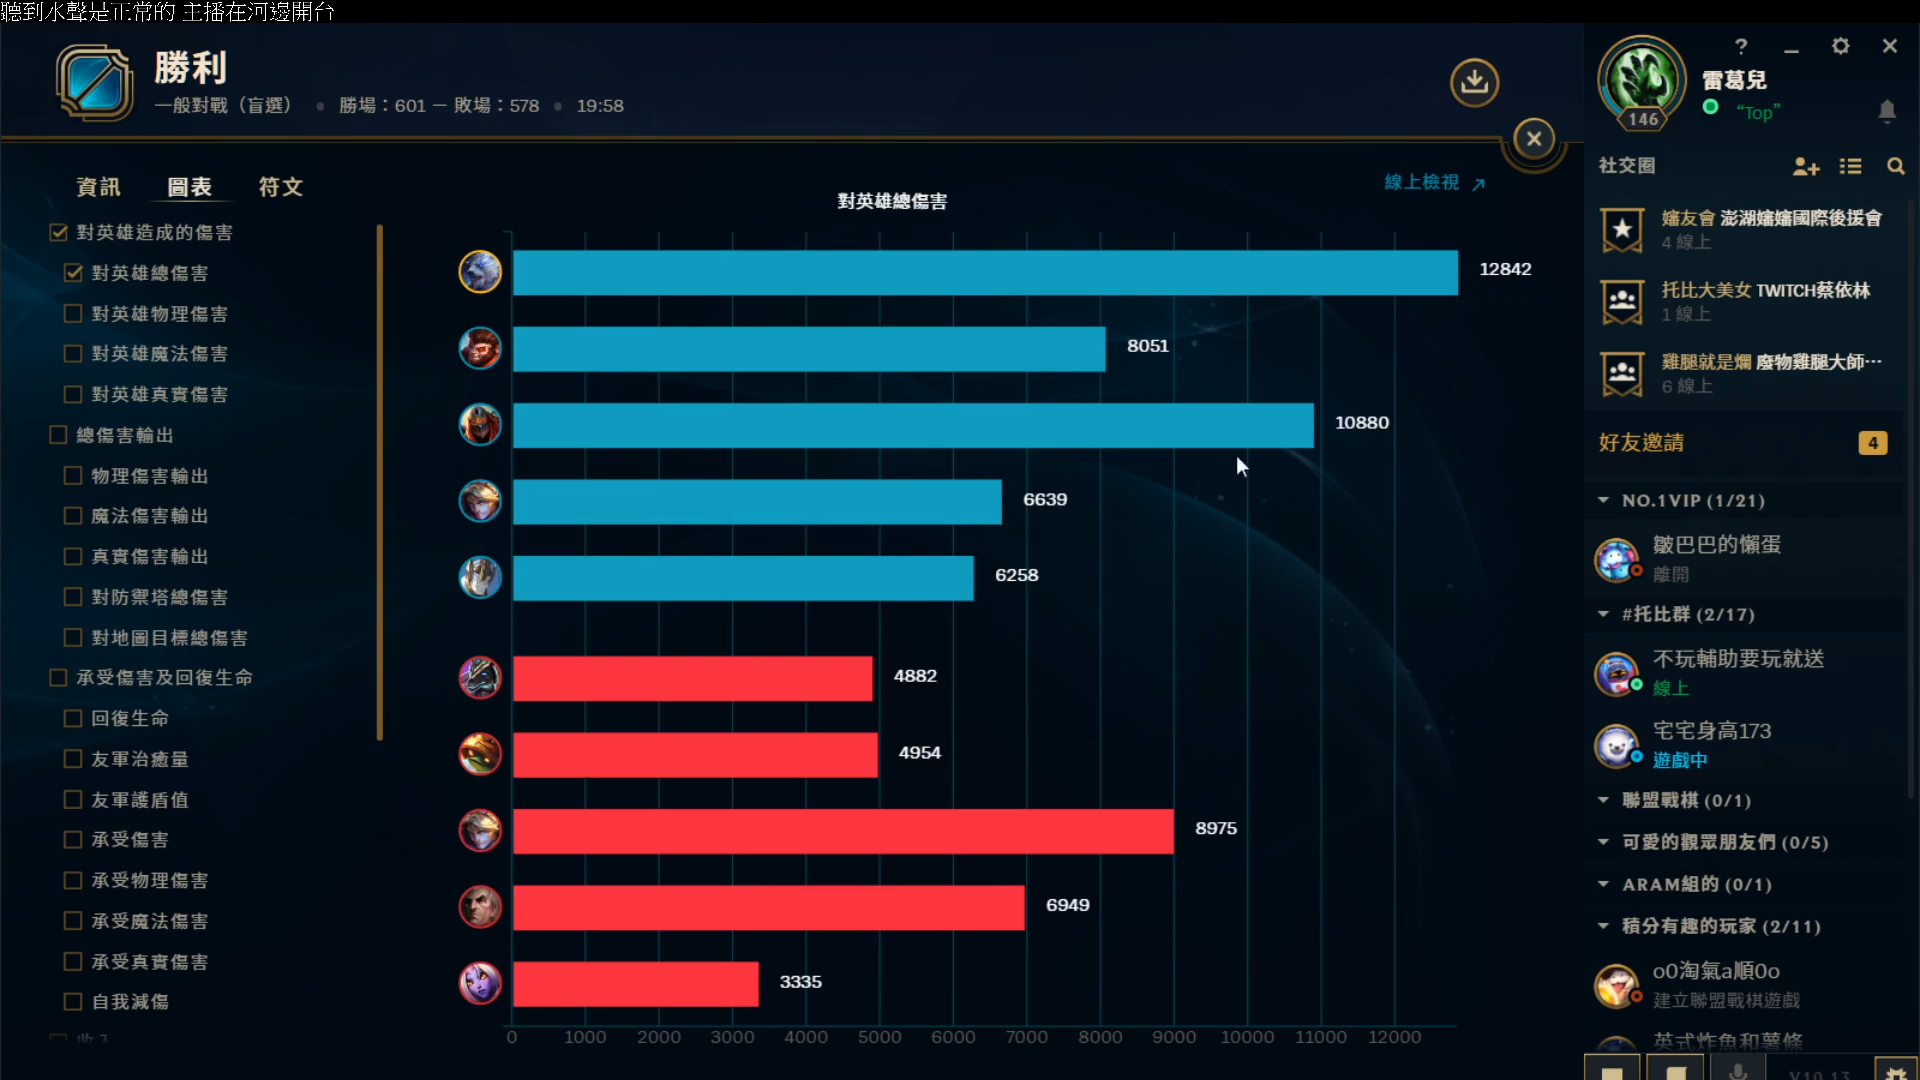 聽到水聲是正常的 主播在河邊開台
勝利
一般對戰（盲選） • 勝場：601 － 敗場：578 • 19:58
資訊 圖表 符文
線上檢視
對英雄造成的傷害
對英雄總傷害
對英雄物理傷害
對英雄魔法傷害
對英雄真實傷害
總傷害輸出
物理傷害輸出
魔法傷害輸出
真實傷害輸出
對防禦塔總傷害
對地圖目標總傷害
承受傷害及回復生命
回復生命
友軍治癒量
友軍護盾值
承受傷害
承受物理傷害
承受魔法傷害
承受真實傷害
自我減傷
對英雄總傷害
12842
8051
10880
6639
6258
4882
4954
8975
6949
3335
0 1000 2000 3000 4000 5000 6000 7000 8000 9000 10000 11000 12000
?
146
雷葛兒
“Top”
社交圈
嬸友會 澎湖嬸嬸國際後援會
4 線上
托比大美女 TWITCH蔡依林
1 線上
雞腿就是爛 廢物雞腿大師…
6 線上
好友邀請 4
NO.1VIP (1/21)
皺巴巴的懶蛋
離開
#托比群 (2/17)
不玩輔助要玩就送
線上
宅宅身高173
遊戲中
聯盟戰棋 (0/1)
可愛的觀眾朋友們 (0/5)
ARAM組的 (0/1)
積分有趣的玩家 (2/11)
oO淘氣a順Oo
建立聯盟戰棋遊戲
英式炸魚和薯條
V10.13